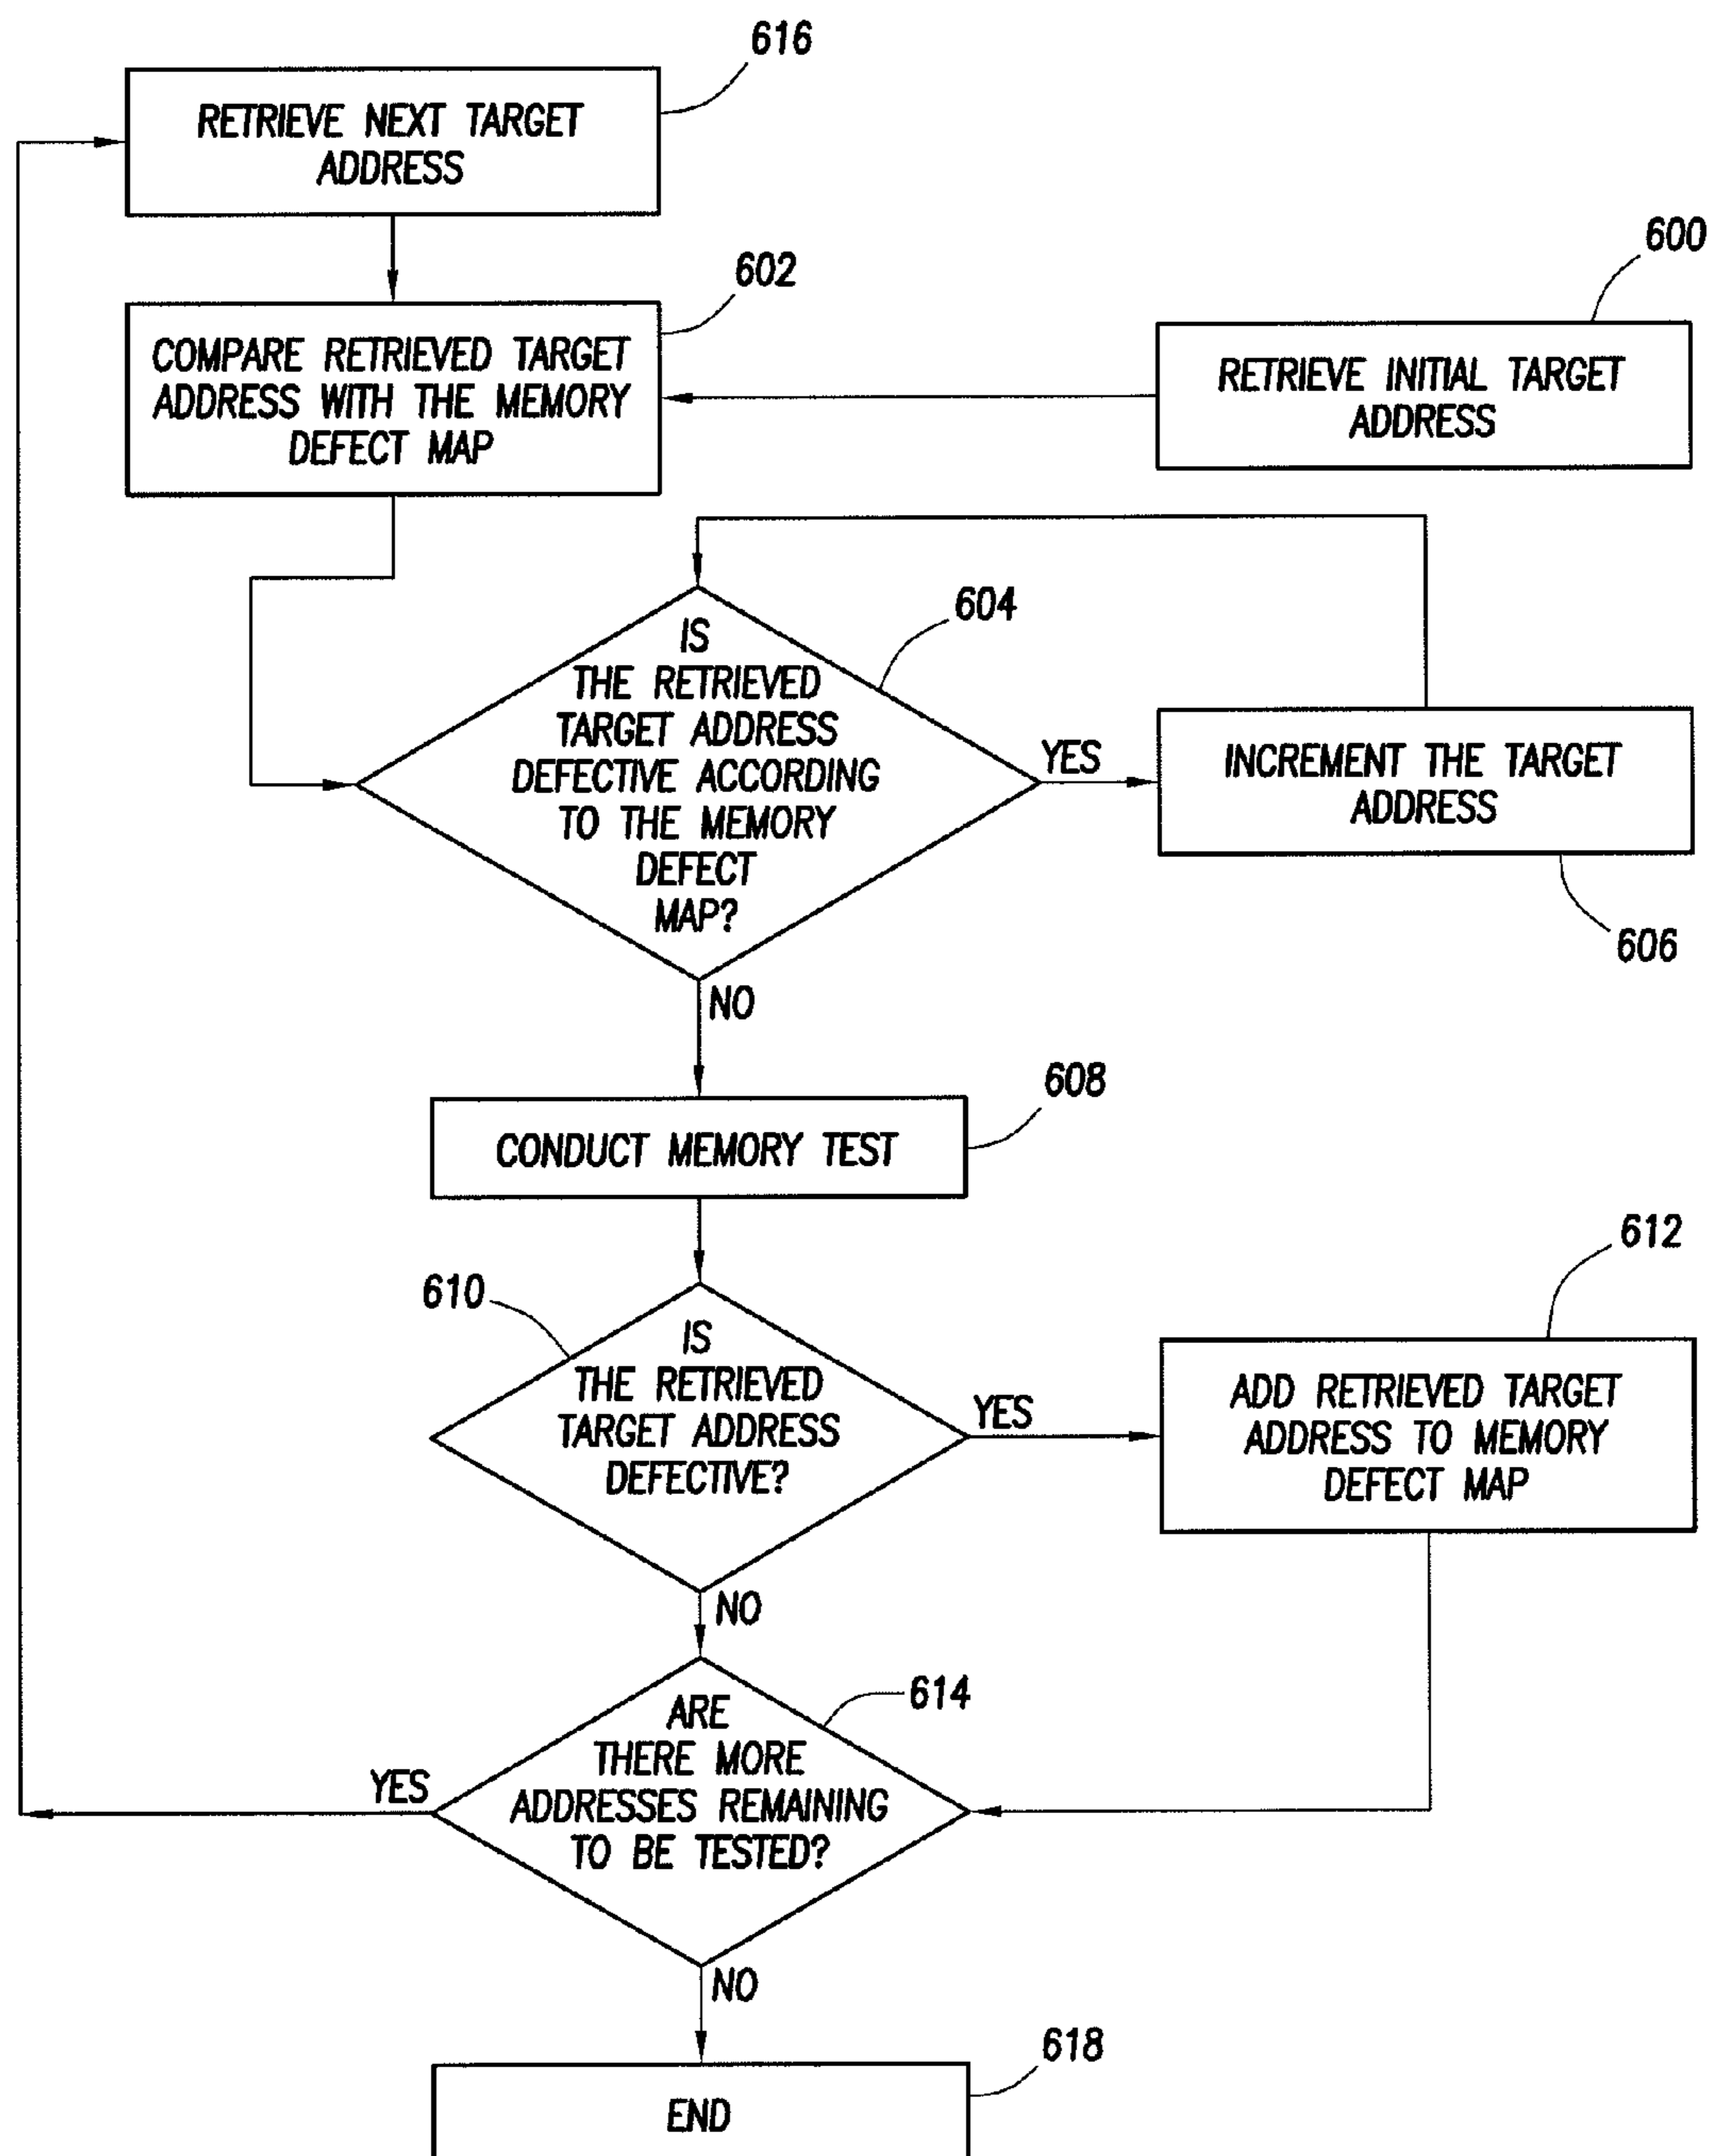 616
RETRIEVE NEXT TARGET
ADDRESS
600
602
COMPARE RETRIEVED TARGET
ADDRESS WITH THE MEMORY
DEFECT MAP
RETRIEVE INITIAL TARGET
ADDRESS
604
IS
THE RETRIEVED
TARGET ADDRESS
DEFECTIVE ACCORDING
TO THE MEMORY
DEFECT
MAP?
YES
INCREMENT THE TARGET
ADDRESS
606
NO
608
CONDUCT MEMORY TEST
612
610
IS
THE RETRIEVED
TARGET ADDRESS
DEFECTIVE?
YES
ADD RETRIEVED TARGET
ADDRESS TO MEMORY
DEFECT MAP
NO
614
ARE
THERE MORE
ADDRESSES REMAINING
TO BE TESTED?
YES
NO
618
END